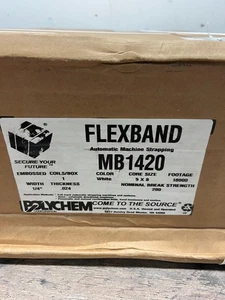 FLEXBAND
Automatic Machine Strapping
MB1420
SECURE YOUR
FUTURE
EMBOSSED COILS/BOX COLOR CORE SIZE FOOTAGE
1 White 9 X 8 18000
WIDTH THICKNESS NOMINAL BREAK STRENGTH
1/4" .024 200
POLYCHEM COME TO THE SOURCE